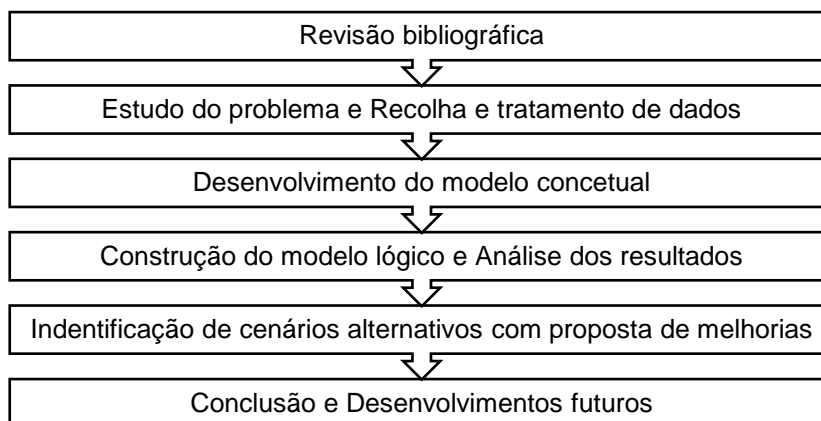 Revisão bibliográfica
Estudo do problema e Recolha e tratamento de dados
Desenvolvimento do modelo concetual
Construção do modelo lógico e Análise dos resultados
Indentificação de cenários alternativos com proposta de melhorias
Conclusão e Desenvolvimentos futuros